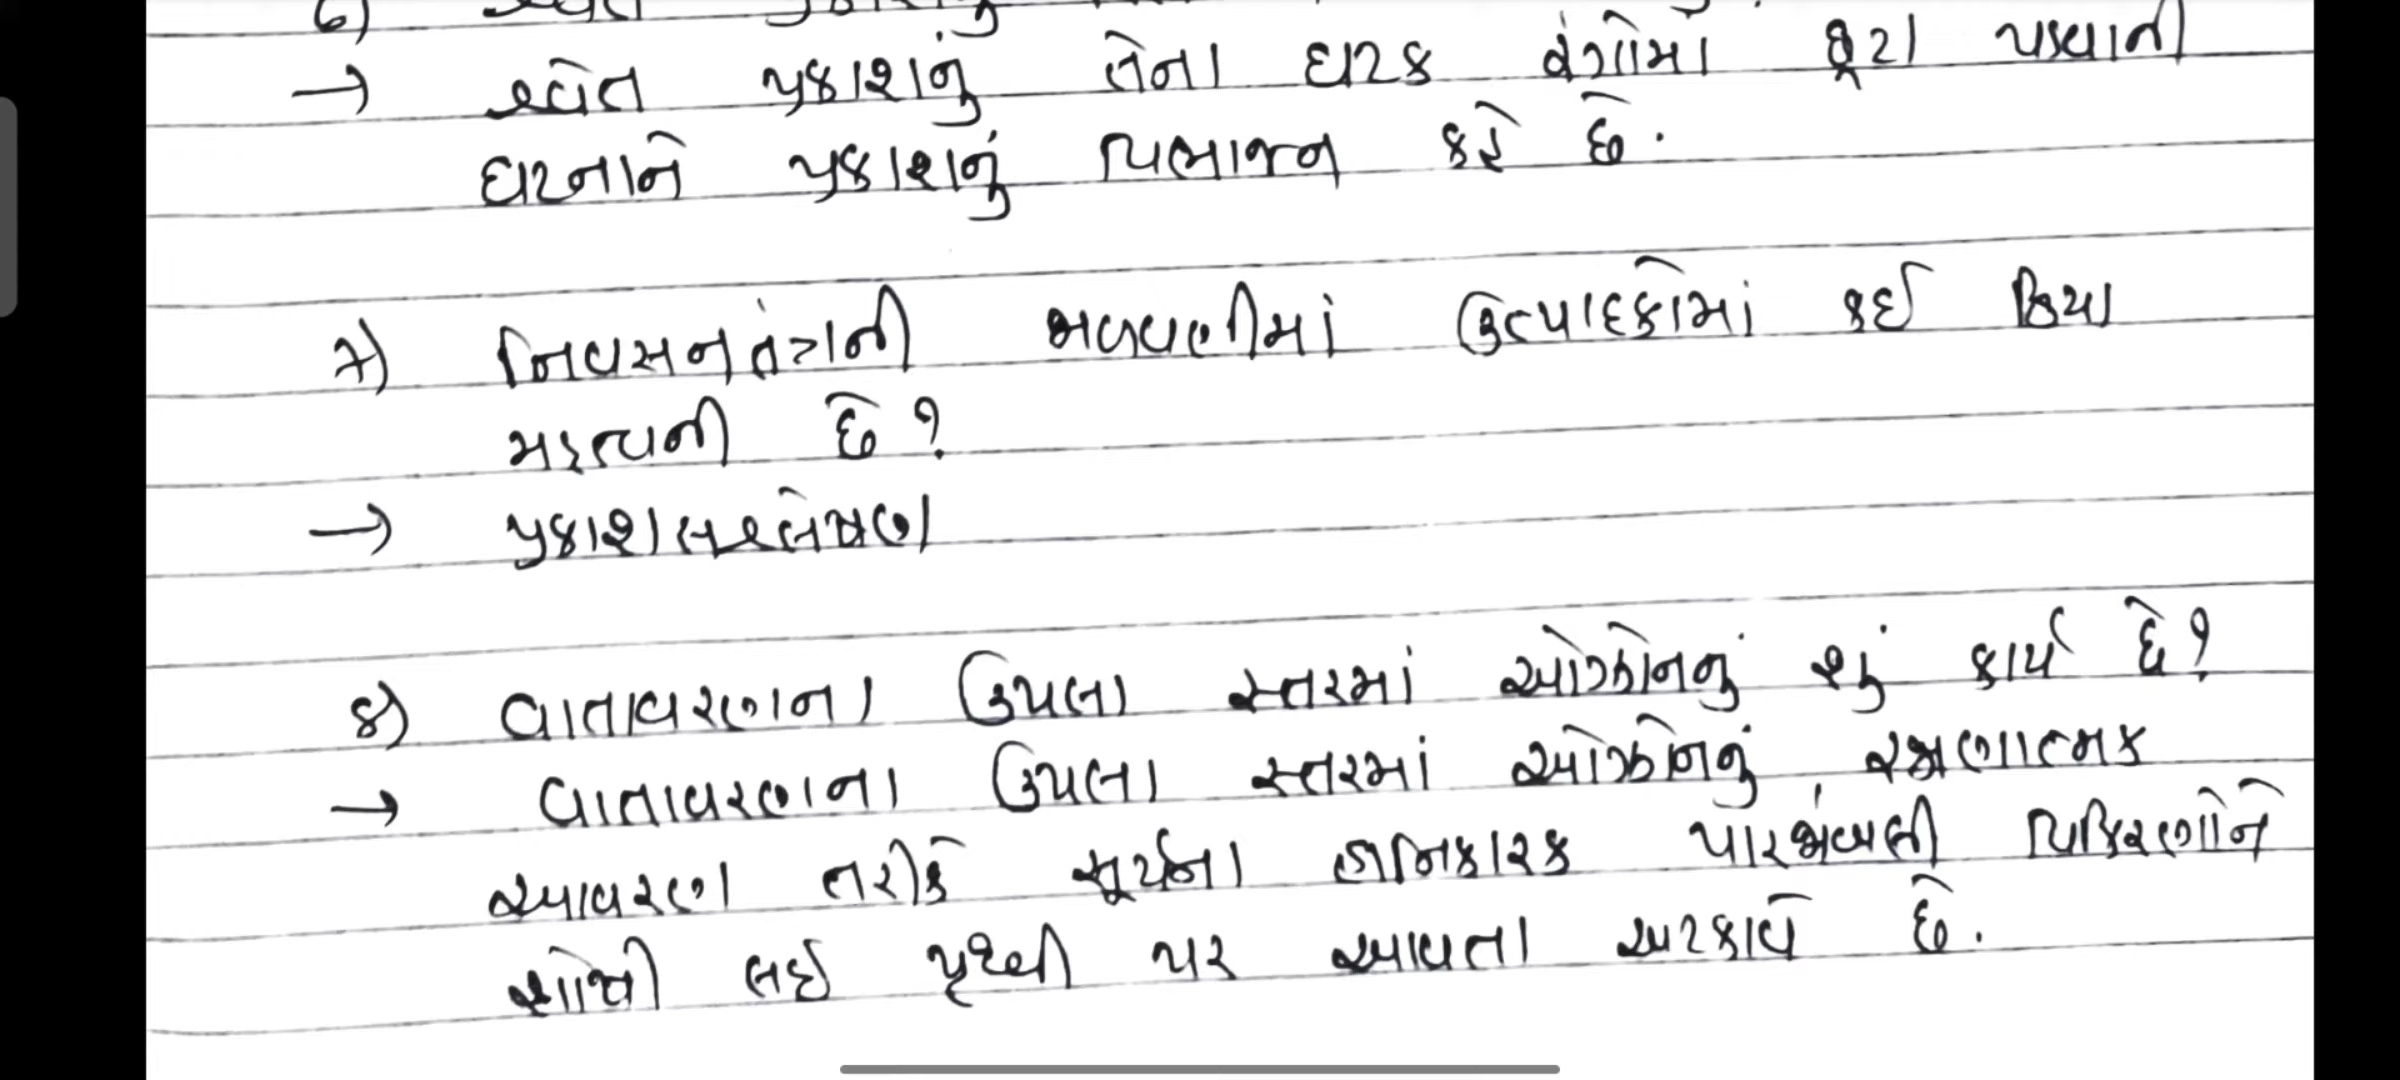 → શ્વેત પ્રકાશનું તેના ઘટક રંગોમાં છૂટા પડવાની
ઘટનાને પ્રકાશનું વિભાજન કહે છે.
7) નિવસનતંત્રની જાળવણીમાં ઉત્પાદકોમાં કઈ ક્રિયા
મહત્વની છે?
→ પ્રકાશસંશ્લેષણ
8) વાતાવરણના ઉપલા સ્તરમાં ઓઝોનનું શું કાર્ય છે?
→ વાતાવરણના ઉપલા સ્તરમાં ઓઝોનનું રક્ષણાત્મક
આવરણ તરીકે સૂર્યના હાનિકારક પારજાંબલી વિકિરણોને
શોષી લઈ પૃથ્વી પર આવતા અટકાવે છે.